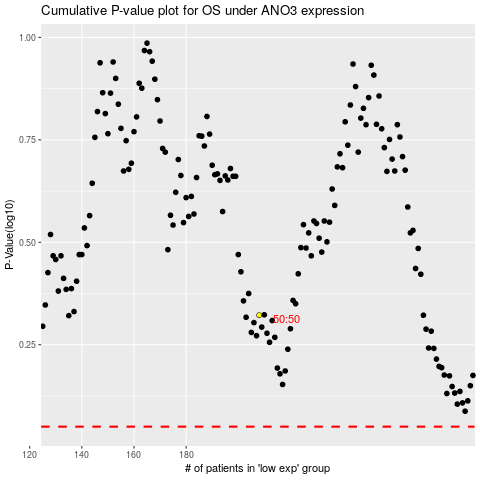 Cumulative P-value plot for OS under ANO3 expression
P-Value(log10)
1.00
0.75
0.50
0.25
50:50
120 140 160 180
# of patients in 'low exp' group